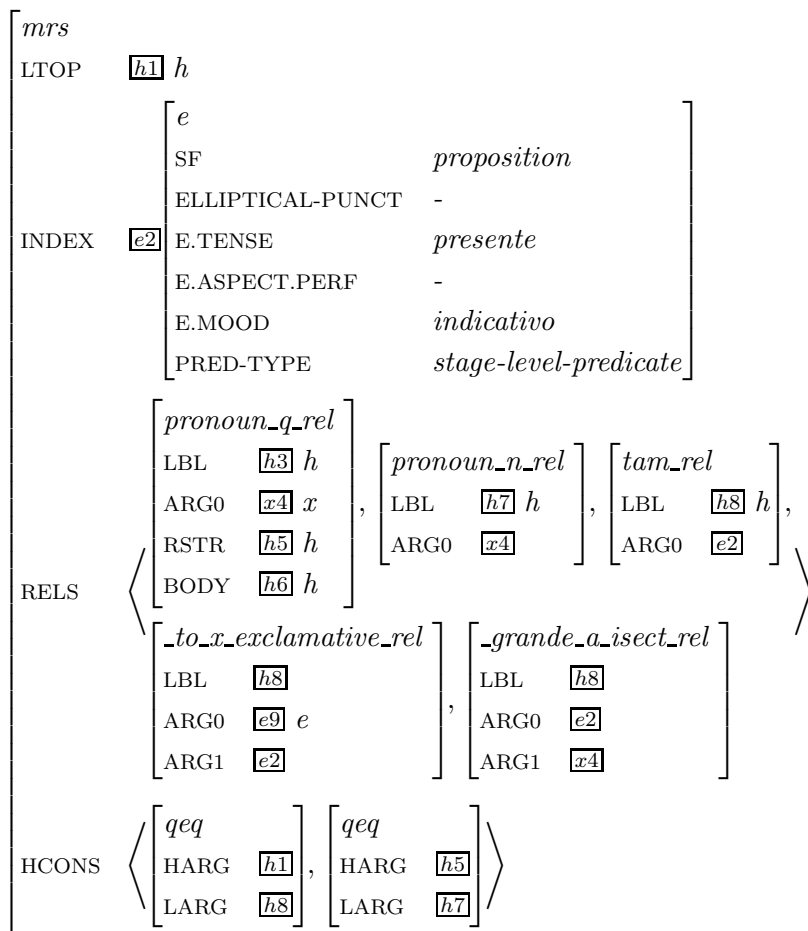 mrs
LTOP h1 h
INDEX e2 e
SF proposition
ELLIPTICAL-PUNCT -
E.TENSE presente
E.ASPECT.PERF -
E.MOOD indicativo
PRED-TYPE stage-level-predicate
RELS
pronoun_q_rel
LBL h3 h
ARG0 x4 x
RSTR h5 h
BODY h6 h
,
pronoun_n_rel
LBL h7 h
ARG0 x4
,
tam_rel
LBL h8 h
ARG0 e2
,
_to_x_exclamative_rel
LBL h8
ARG0 e9 e
ARG1 e2
,
_grande_a_isect_rel
LBL h8
ARG0 e2
ARG1 x4
HCONS
qeq
HARG h1
LARG h8
,
qeq
HARG h5
LARG h7